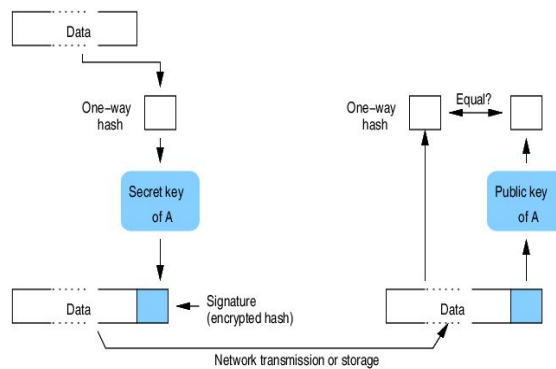 Data
One-way
hash
Secret key
of A
Data
Signature
(encrypted hash)
One-way
hash
Equal?
Public key
of A
Data
Network transmission or storage